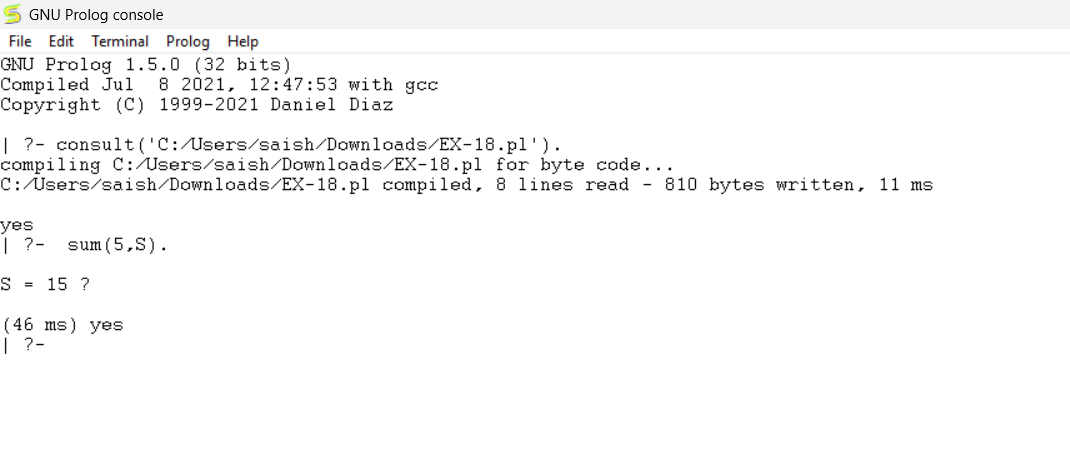 GNU Prolog console
File Edit Terminal Prolog Help
GNU Prolog 1.5.0 (32 bits)
Compiled Jul  8 2021, 12:47:53 with gcc
Copyright (C) 1999-2021 Daniel Diaz
| ?- consult('C:/Users/saish/Downloads/EX-18.pl').
compiling C:/Users/saish/Downloads/EX-18.pl for byte code...
C:/Users/saish/Downloads/EX-18.pl compiled, 8 lines read - 810 bytes written, 11 ms
yes
| ?-  sum(5,S).
S = 15 ?
(46 ms) yes
| ?-